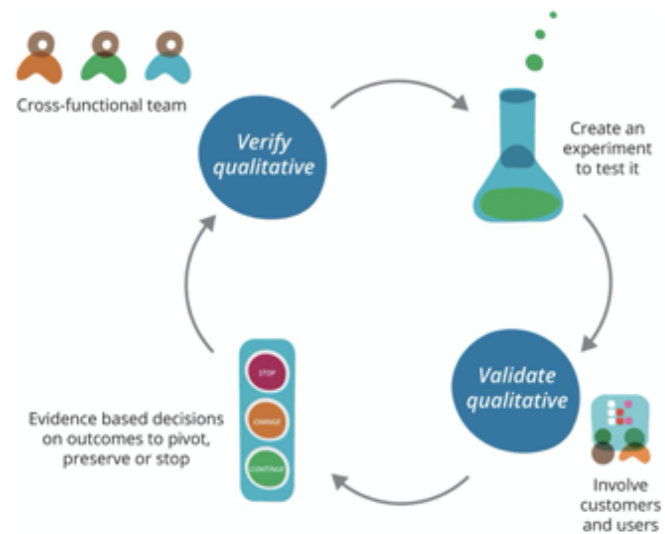 Cross-functional team
Verify
qualitative
Create an
experiment
to test it
Validate
qualitative
Involve
customers
and users
STOP
CHANGE
CONTINUE
Evidence based decisions
on outcomes to pivot,
preserve or stop